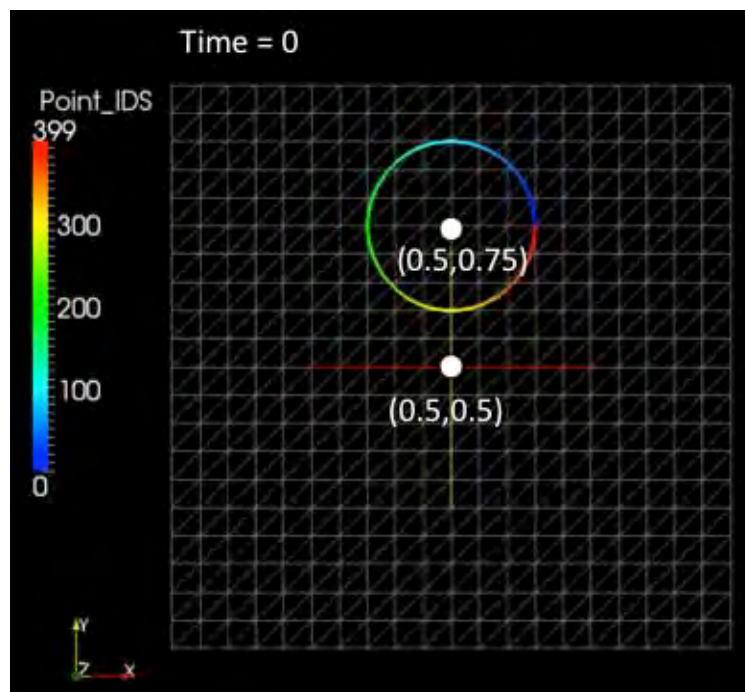 Time = 0
Point_IDS
399
300
200
100
0
(0.5,0.75)
(0.5,0.5)
Y
Z X